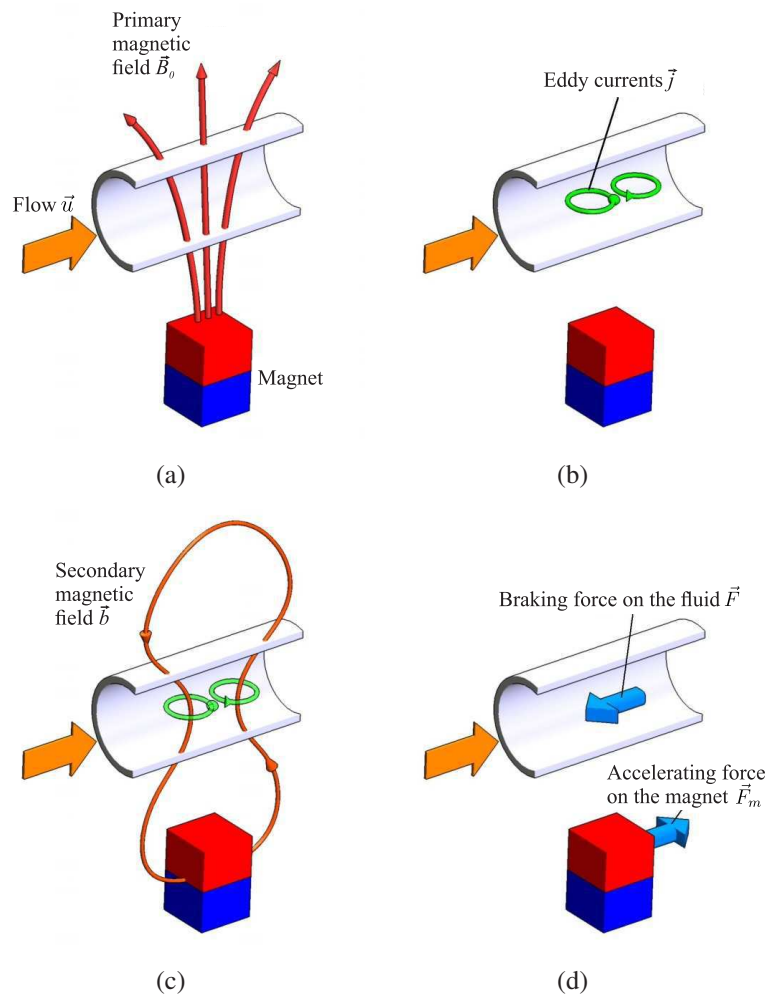 Primary
magnetic
field B⃗₀
Flow u⃗
Magnet
(a)
Eddy currents j⃗
(b)
Secondary
magnetic
field b⃗
(c)
Braking force on the fluid F⃗
Accelerating force
on the magnet F⃗ₘ
(d)